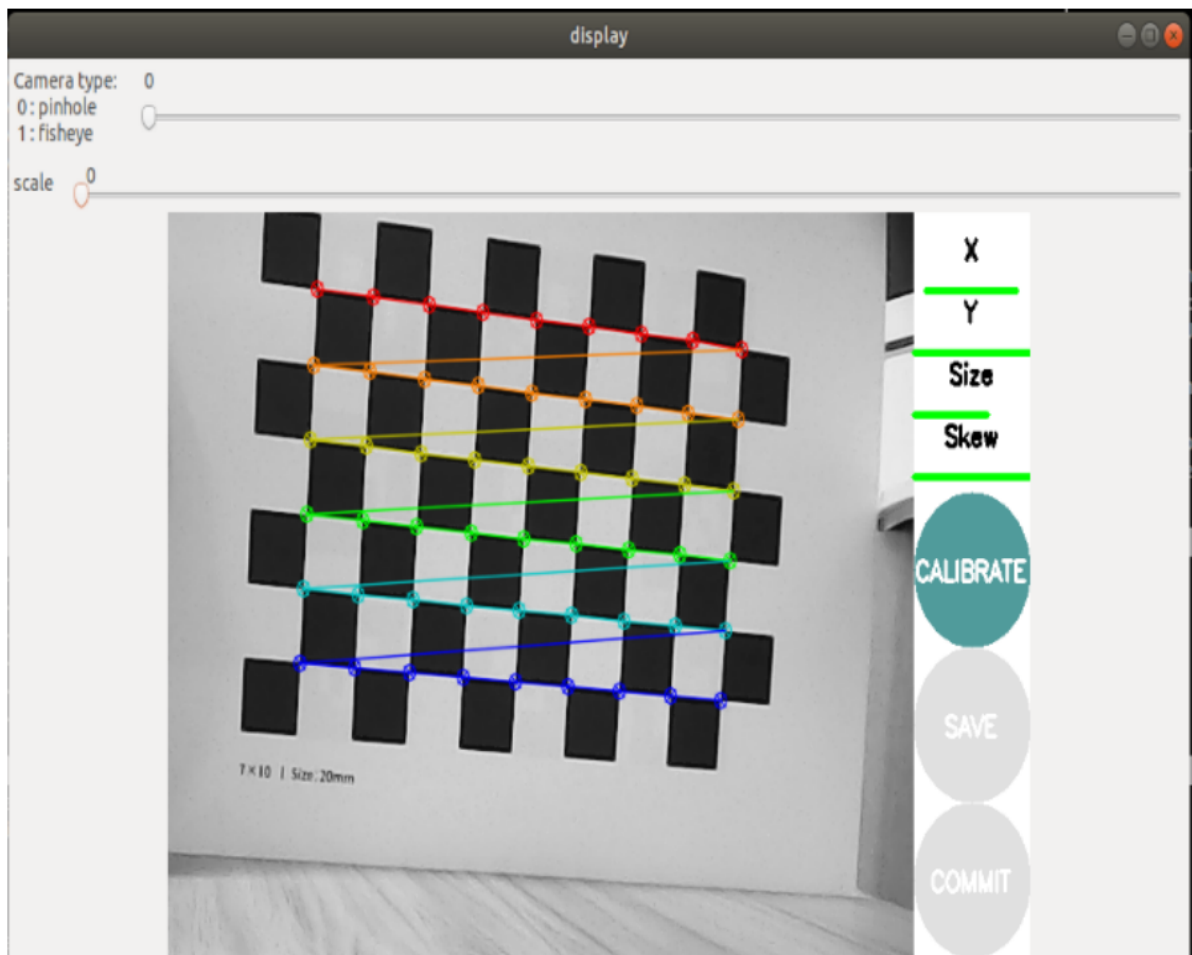 display
Camera type: 0
0 : pinhole
1 : fisheye
scale 0
X
Y
Size
Skew
CALIBRATE
SAVE
COMMIT
7×10 | Size: 20mm